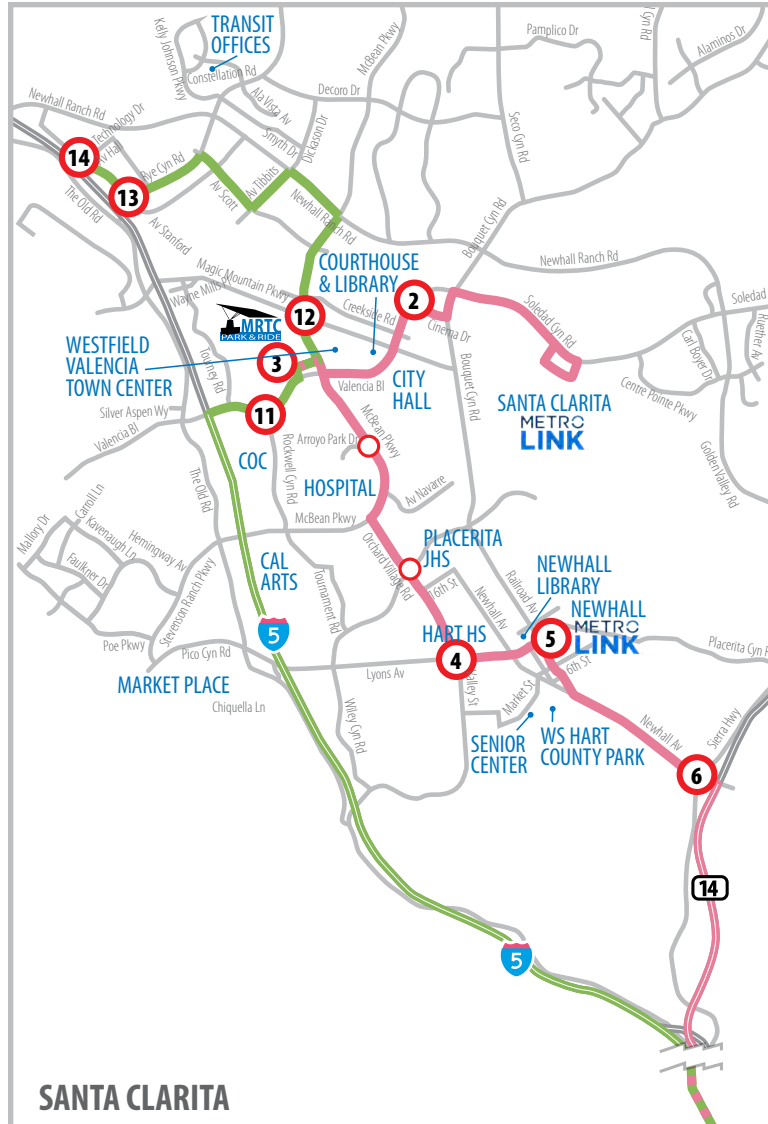 TRANSIT
OFFICES
Kelly Johnson Pkwy
Constellation Rd
McBean Pkwy
Pamplico Dr
Alaminos Dr
Newhall Ranch Rd
Technology Dr
Av Hall
Ala Vista Av
Decoro Dr
Smyth Dr
Dickason Dr
Seco Cyn Rd
14
13
Rye Cyn Rd
Av Tibbits
Av Scott
The Old Rd
Av Stanford
Newhall Ranch Rd
Bouquet Cyn Rd
Newhall Ranch Rd
Magic Mountain Pkwy
Wayne Mills Pl
COURTHOUSE
& LIBRARY
2
Creekside Rd
Cinema Dr
Soledad Cyn Rd
Soledad
Ruether Av
Carl Boyer Dr
12
MRTC
PARK & RIDE
WESTFIELD
VALENCIA
TOWN CENTER
3
Tourney Rd
Valencia Bl
CITY
HALL
Bouquet Cyn Rd
Centre Pointe Pkwy
SANTA CLARITA
METRO
LINK
Silver Aspen Wy
Valencia Bl
11
COC
Rockwell Cyn Rd
Arroyo Park Dr
McBean Pkwy
HOSPITAL
Av Navarre
Golden Valley Rd
The Old Rd
McBean Pkwy
Mallory Dr
Carroll Ln
Kavenaugh Ln
Hemingway Av
Faulkner Dr
Stevenson Ranch Pkwy
CAL
ARTS
Tournament Rd
Orchard Village Rd
PLACERITA
JHS
16th St
Newhall Av
Railroad Av
NEWHALL
LIBRARY
NEWHALL
METRO
LINK
5
5
Poe Pkwy
Pico Cyn Rd
HART HS
4
6th St
Placerita Cyn
MARKET PLACE
Chiquella Ln
Lyons Av
Valley St
Market St
Wiley Cyn Rd
SENIOR
CENTER
WS HART
COUNTY PARK
Newhall Av
Sierra Hwy
6
14
5
SANTA CLARITA